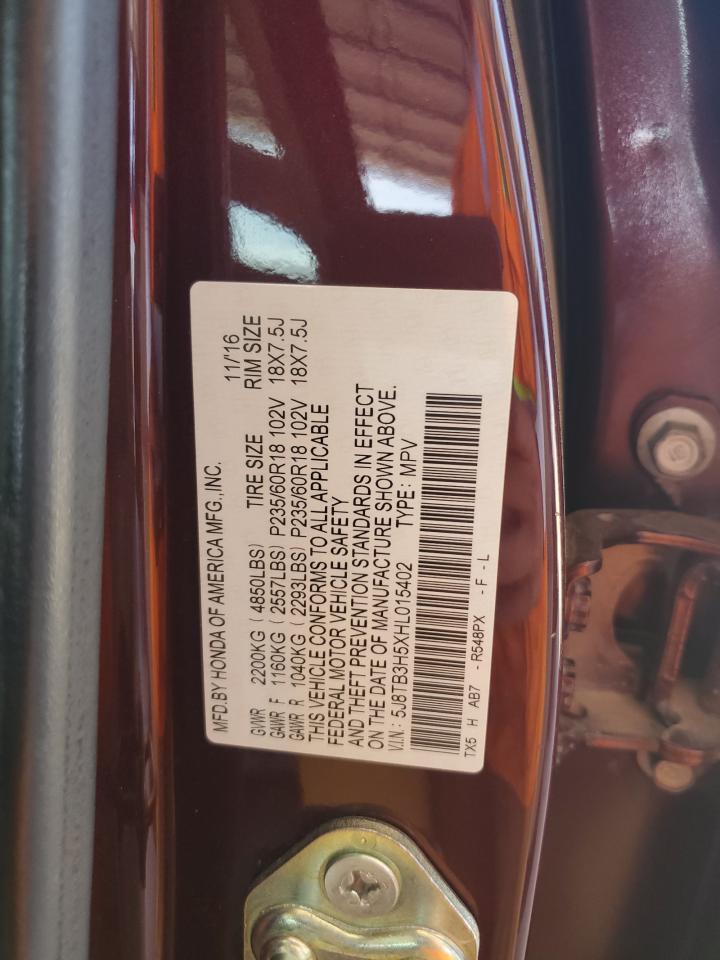 MFD.BY HONDA OF AMERICA MFG.,INC. 11/'16
GVWR 2200KG ( 4850LBS) TIRE SIZE RIM SIZE
GAWR F 1160KG ( 2557LBS) P235/60R18 102V 18X7.5J
GAWR R 1040KG ( 2293LBS) P235/60R18 102V 18X7.5J
THIS VEHICLE CONFORMS TO ALL APPLICABLE
FEDERAL MOTOR VEHICLE SAFETY
AND THEFT PREVENTION STANDARDS IN EFFECT
ON THE DATE OF MANUFACTURE SHOWN ABOVE.
V.I.N.: 5J8TB3H5XHL015402 TYPE: MPV
TX5 H AB7 - R548PX - F - L